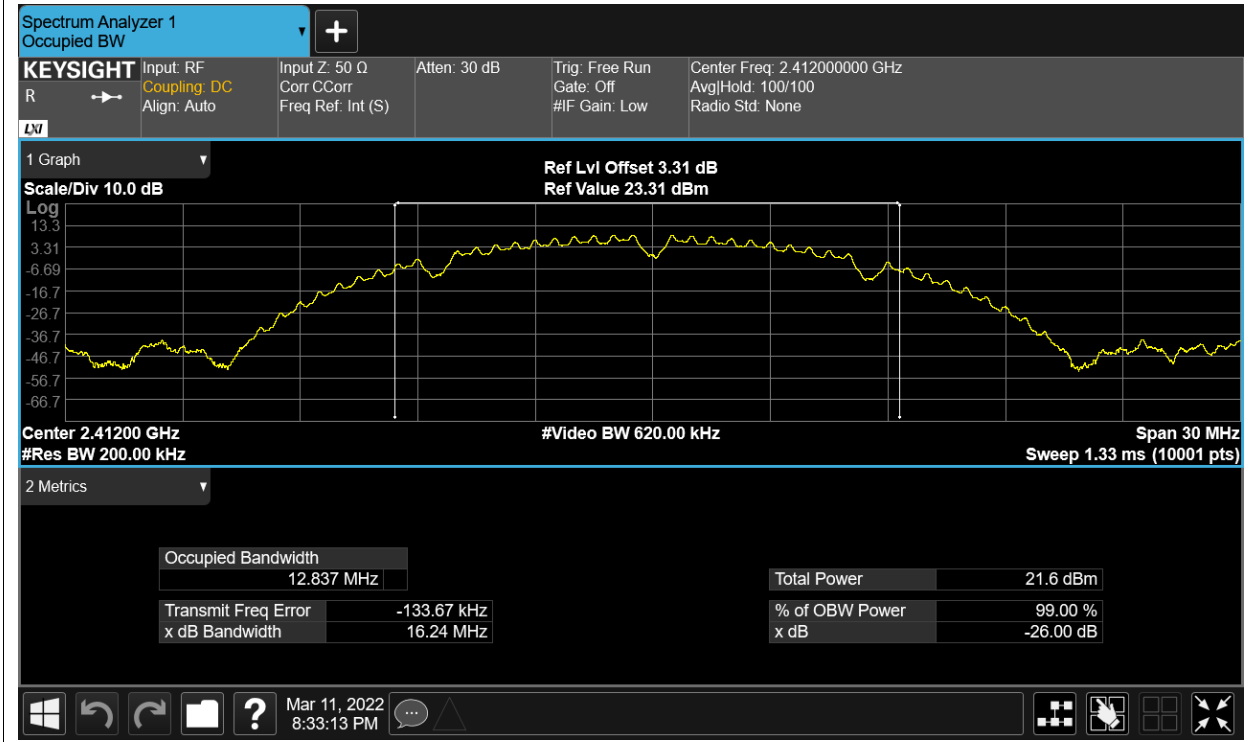 Spectrum Analyzer 1
Occupied BW
KEYSIGHT
R
LXI
Input: RF
Coupling: DC
Align: Auto
Input Z: 50 Ω
Corr CCorr
Freq Ref: Int (S)
Atten: 30 dB
Trig: Free Run
Gate: Off
#IF Gain: Low
Center Freq: 2.412000000 GHz
Avg|Hold: 100/100
Radio Std: None
1 Graph
Scale/Div 10.0 dB
Ref Lvl Offset 3.31 dB
Ref Value 23.31 dBm
Log
13.3
3.31
-6.69
-16.7
-26.7
-36.7
-46.7
-56.7
-66.7
Center 2.41200 GHz
#Res BW 200.00 kHz
#Video BW 620.00 kHz
Span 30 MHz
Sweep 1.33 ms (10001 pts)
2 Metrics
Occupied Bandwidth
12.837 MHz
Transmit Freq Error -133.67 kHz
x dB Bandwidth 16.24 MHz
Total Power 21.6 dBm
% of OBW Power 99.00 %
x dB -26.00 dB
?
Mar 11, 2022
8:33:13 PM